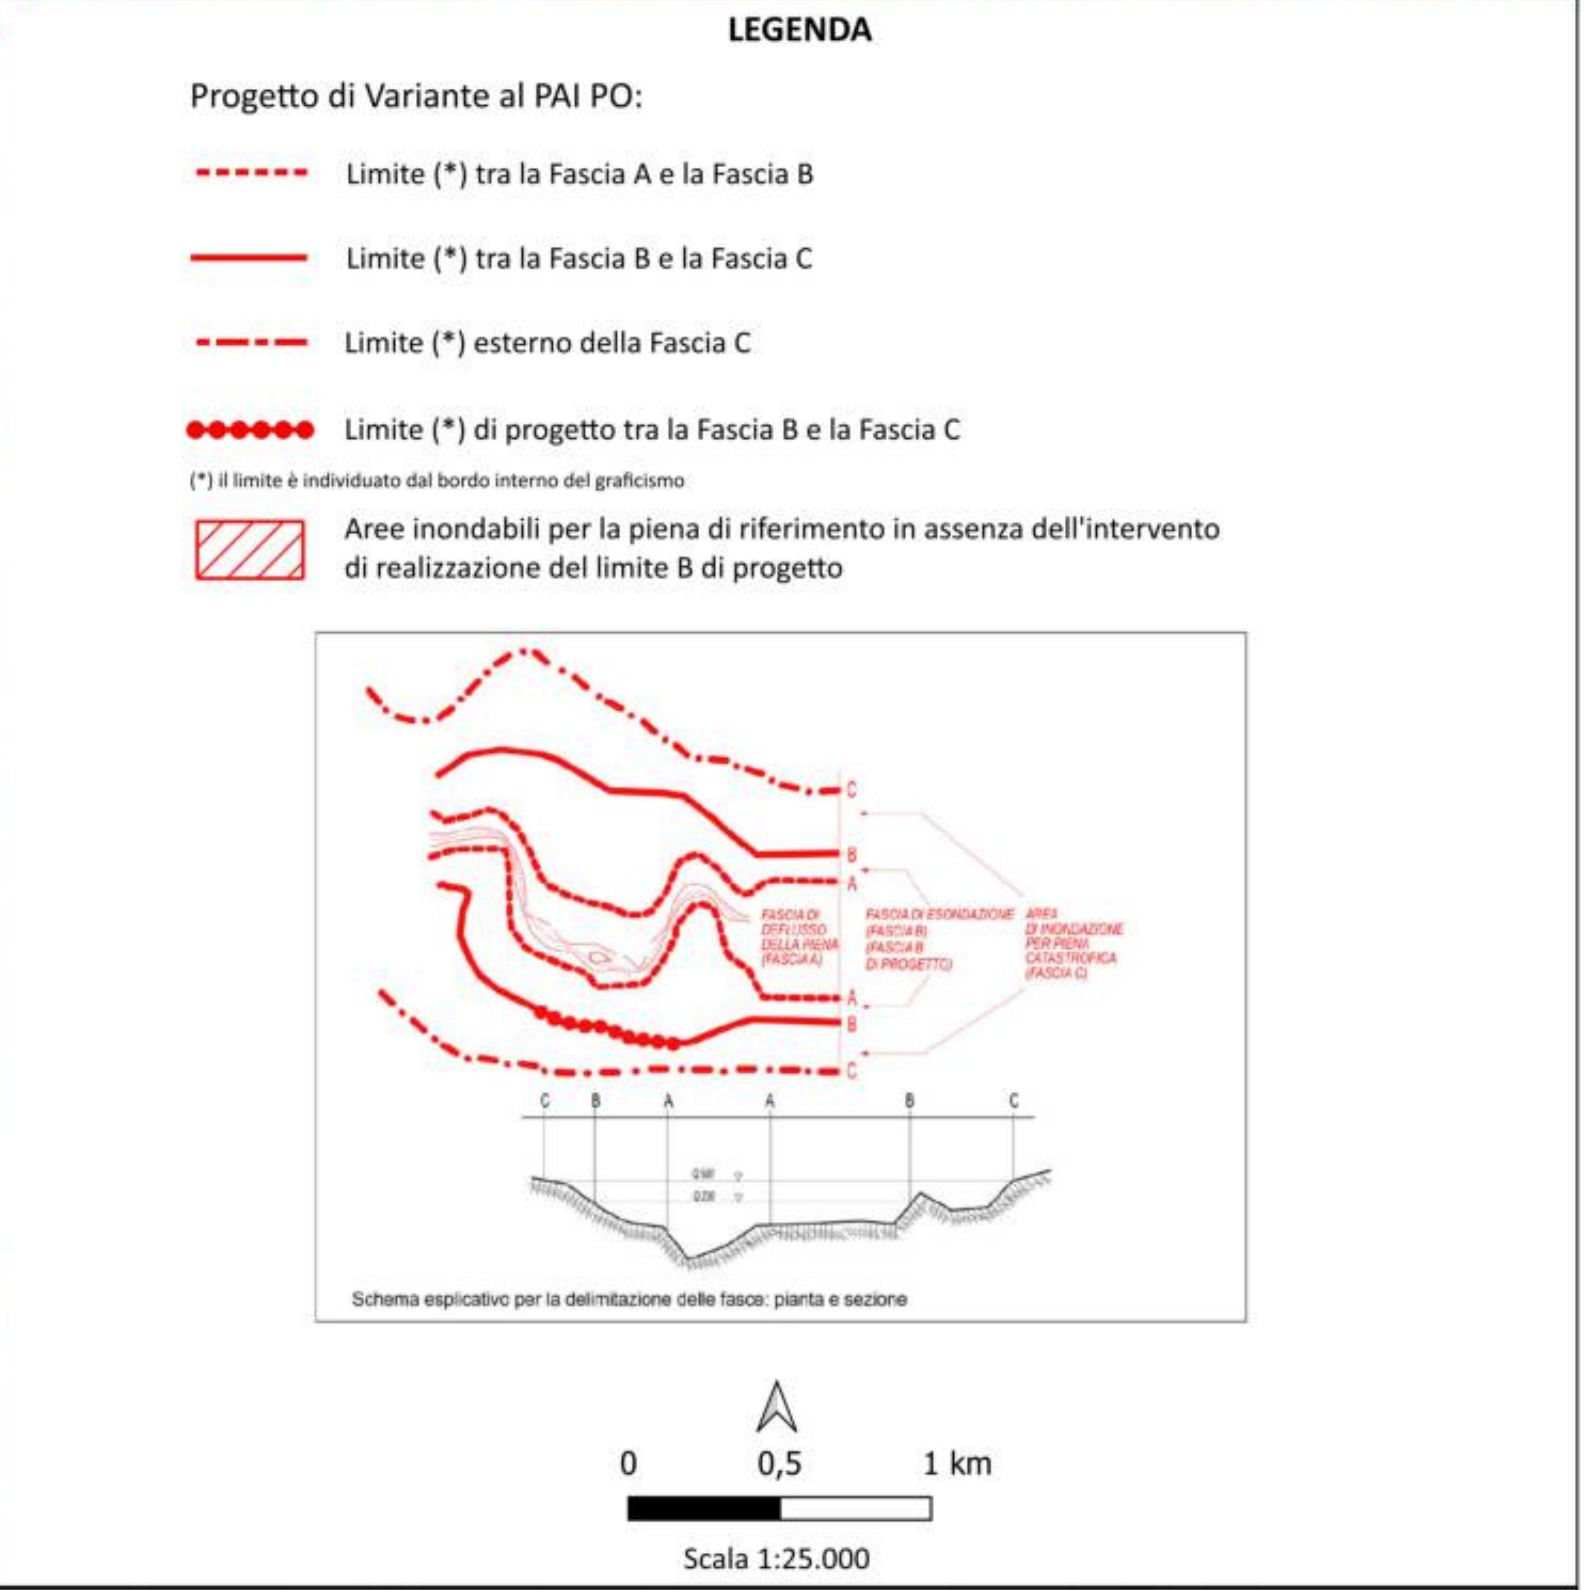 LEGENDA
Progetto di Variante al PAI PO:
Limite (*) tra la Fascia A e la Fascia B
Limite (*) tra la Fascia B e la Fascia C
Limite (*) esterno della Fascia C
Limite (*) di progetto tra la Fascia B e la Fascia C
(*) il limite è individuato dal bordo interno del graficismo
Aree inondabili per la piena di riferimento in assenza dell'intervento
di realizzazione del limite B di progetto
C
B
A
FASCIA DI
DEFLUSSO
DELLA PIENA
(FASCIA A)
FASCIA DI ESONDAZIONE
(FASCIA B)
(FASCIA B
DI PROGETTO)
AREA
DI INONDAZIONE
PER PIENA
CATASTROFICA
(FASCIA C)
A
B
C
C B A A B C
Schema esplicativo per la delimitazione delle fasce: pianta e sezione
0 0,5 1 km
Scala 1:25.000